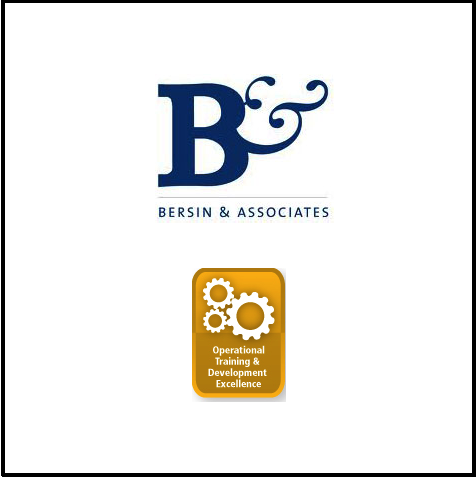 B&
BERSIN & ASSOCIATES
Operational
Training &
Development
Excellence